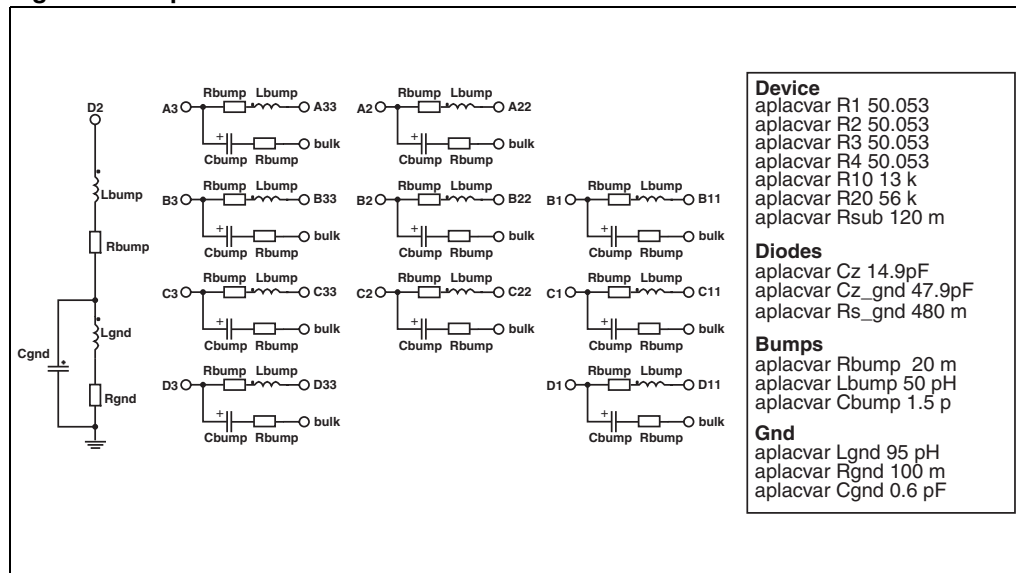 D2
Lbump
Rbump
Lgnd
Cgnd
Rgnd
Rbump Lbump
A3 A33
+
bulk
Cbump Rbump
Rbump Lbump
A2 A22
+
bulk
Cbump Rbump
Rbump Lbump
B3 B33
+
bulk
Cbump Rbump
Rbump Lbump
B2 B22
+
bulk
Cbump Rbump
Rbump Lbump
B1 B11
+
bulk
Cbump Rbump
Rbump Lbump
C3 C33
+
bulk
Cbump Rbump
Rbump Lbump
C2 C22
+
bulk
Cbump Rbump
Rbump Lbump
C1 C11
+
bulk
Cbump Rbump
Rbump Lbump
D3 D33
+
bulk
Cbump Rbump
Rbump Lbump
D1 D11
+
bulk
Cbump Rbump
Device
aplacvar R1 50.053
aplacvar R2 50.053
aplacvar R3 50.053
aplacvar R4 50.053
aplacvar R10 13 k
aplacvar R20 56 k
aplacvar Rsub 120 m
Diodes
aplacvar Cz 14.9pF
aplacvar Cz_gnd 47.9pF
aplacvar Rs_gnd 480 m
Bumps
aplacvar Rbump 20 m
aplacvar Lbump 50 pH
aplacvar Cbump 1.5 p
Gnd
aplacvar Lgnd 95 pH
aplacvar Rgnd 100 m
aplacvar Cgnd 0.6 pF